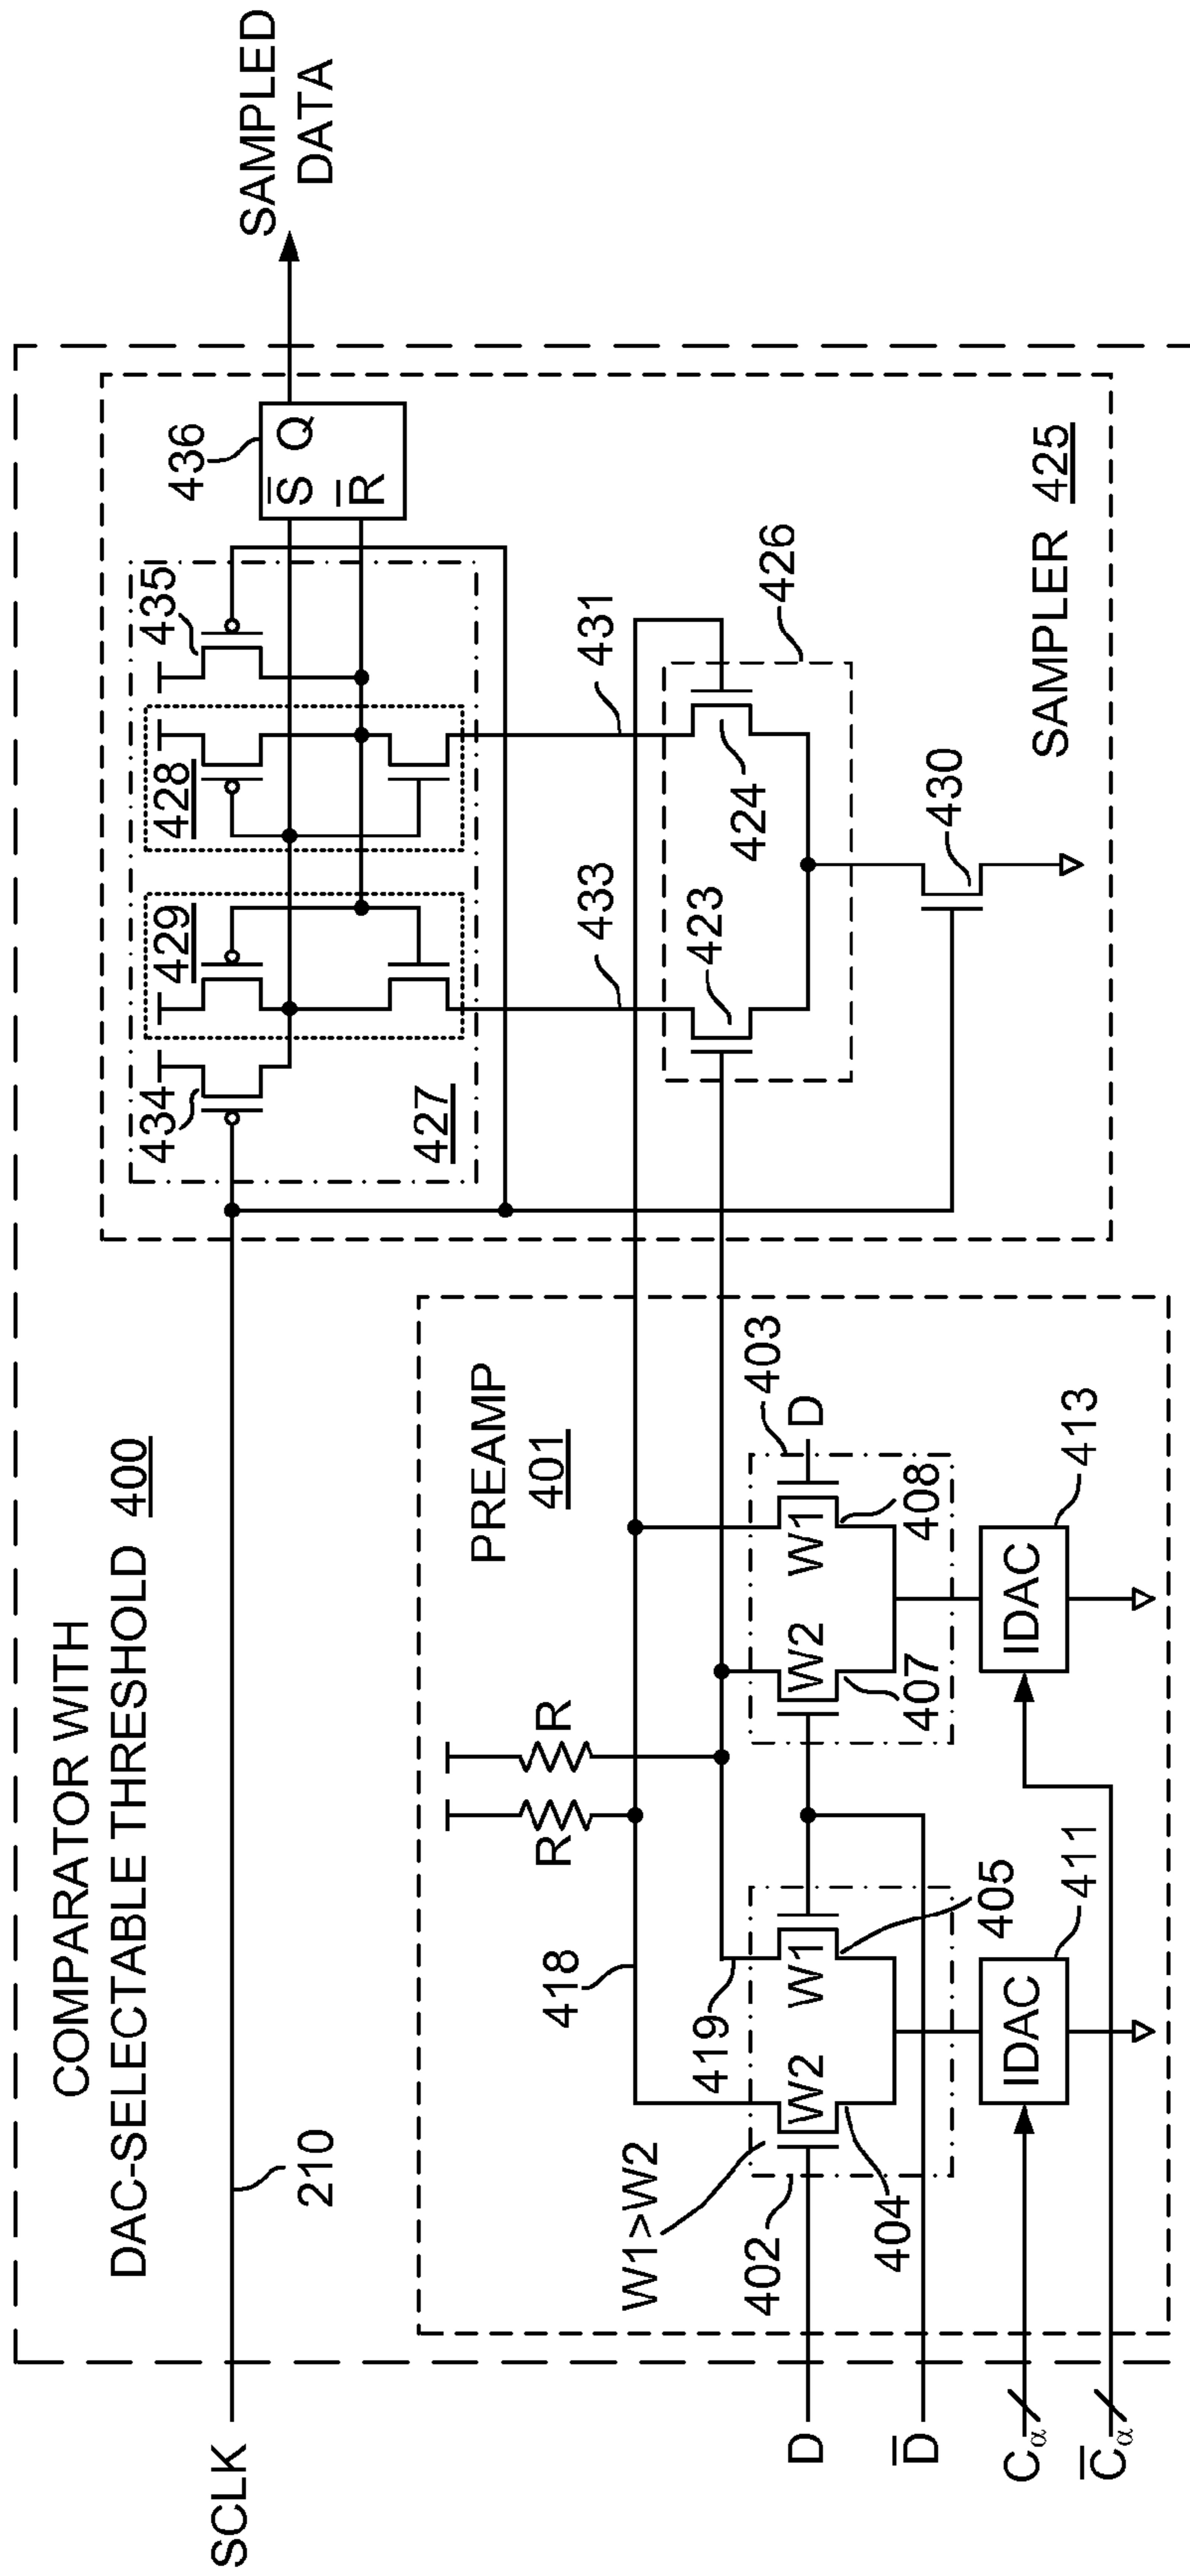 COMPARATOR WITH
DAC-SELECTABLE THRESHOLD 400
SCLK
210
SAMPLED
DATA
434
429
428
435
436
S̅ Q
R̅
427
433
431
423
424
426
430
SAMPLER 425
PREAMP
401
R
R
418
419
W1>W2
402
W2
W1
404
405
W2
W1
407
408
403
D
D
D̅
IDAC
411
IDAC
413
Cα
C̅α